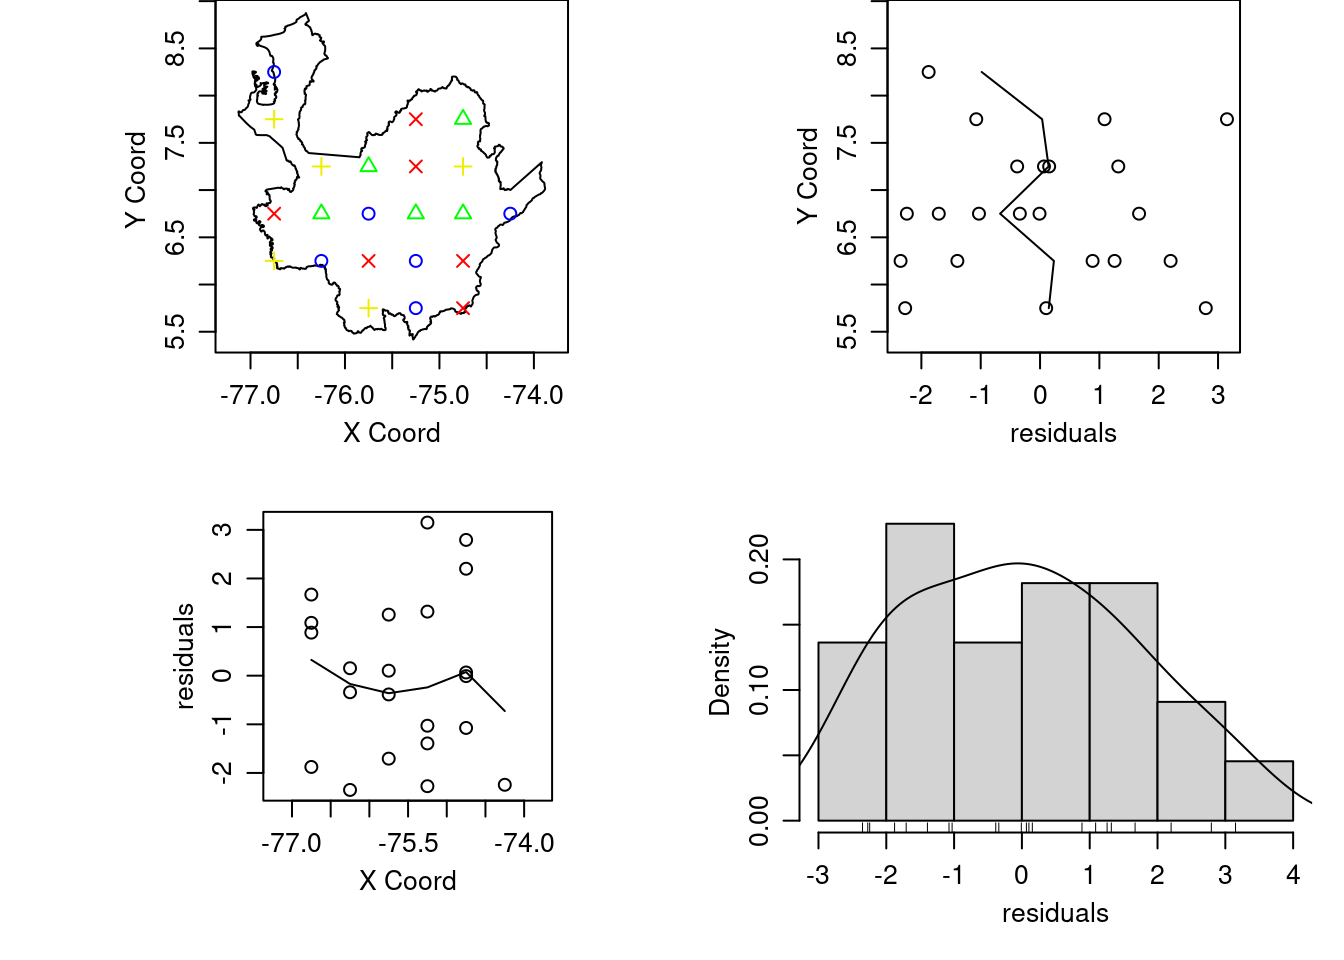 Y Coord
8.5
7.5
6.5
5.5
-77.0 -76.0 -75.0 -74.0
X Coord
Y Coord
8.5
7.5
6.5
5.5
-2 -1 0 1 2 3
residuals
residuals
3
2
1
0
-1
-2
-77.0 -75.5 -74.0
X Coord
Density
0.20
0.10
0.00
-3 -2 -1 0 1 2 3 4
residuals